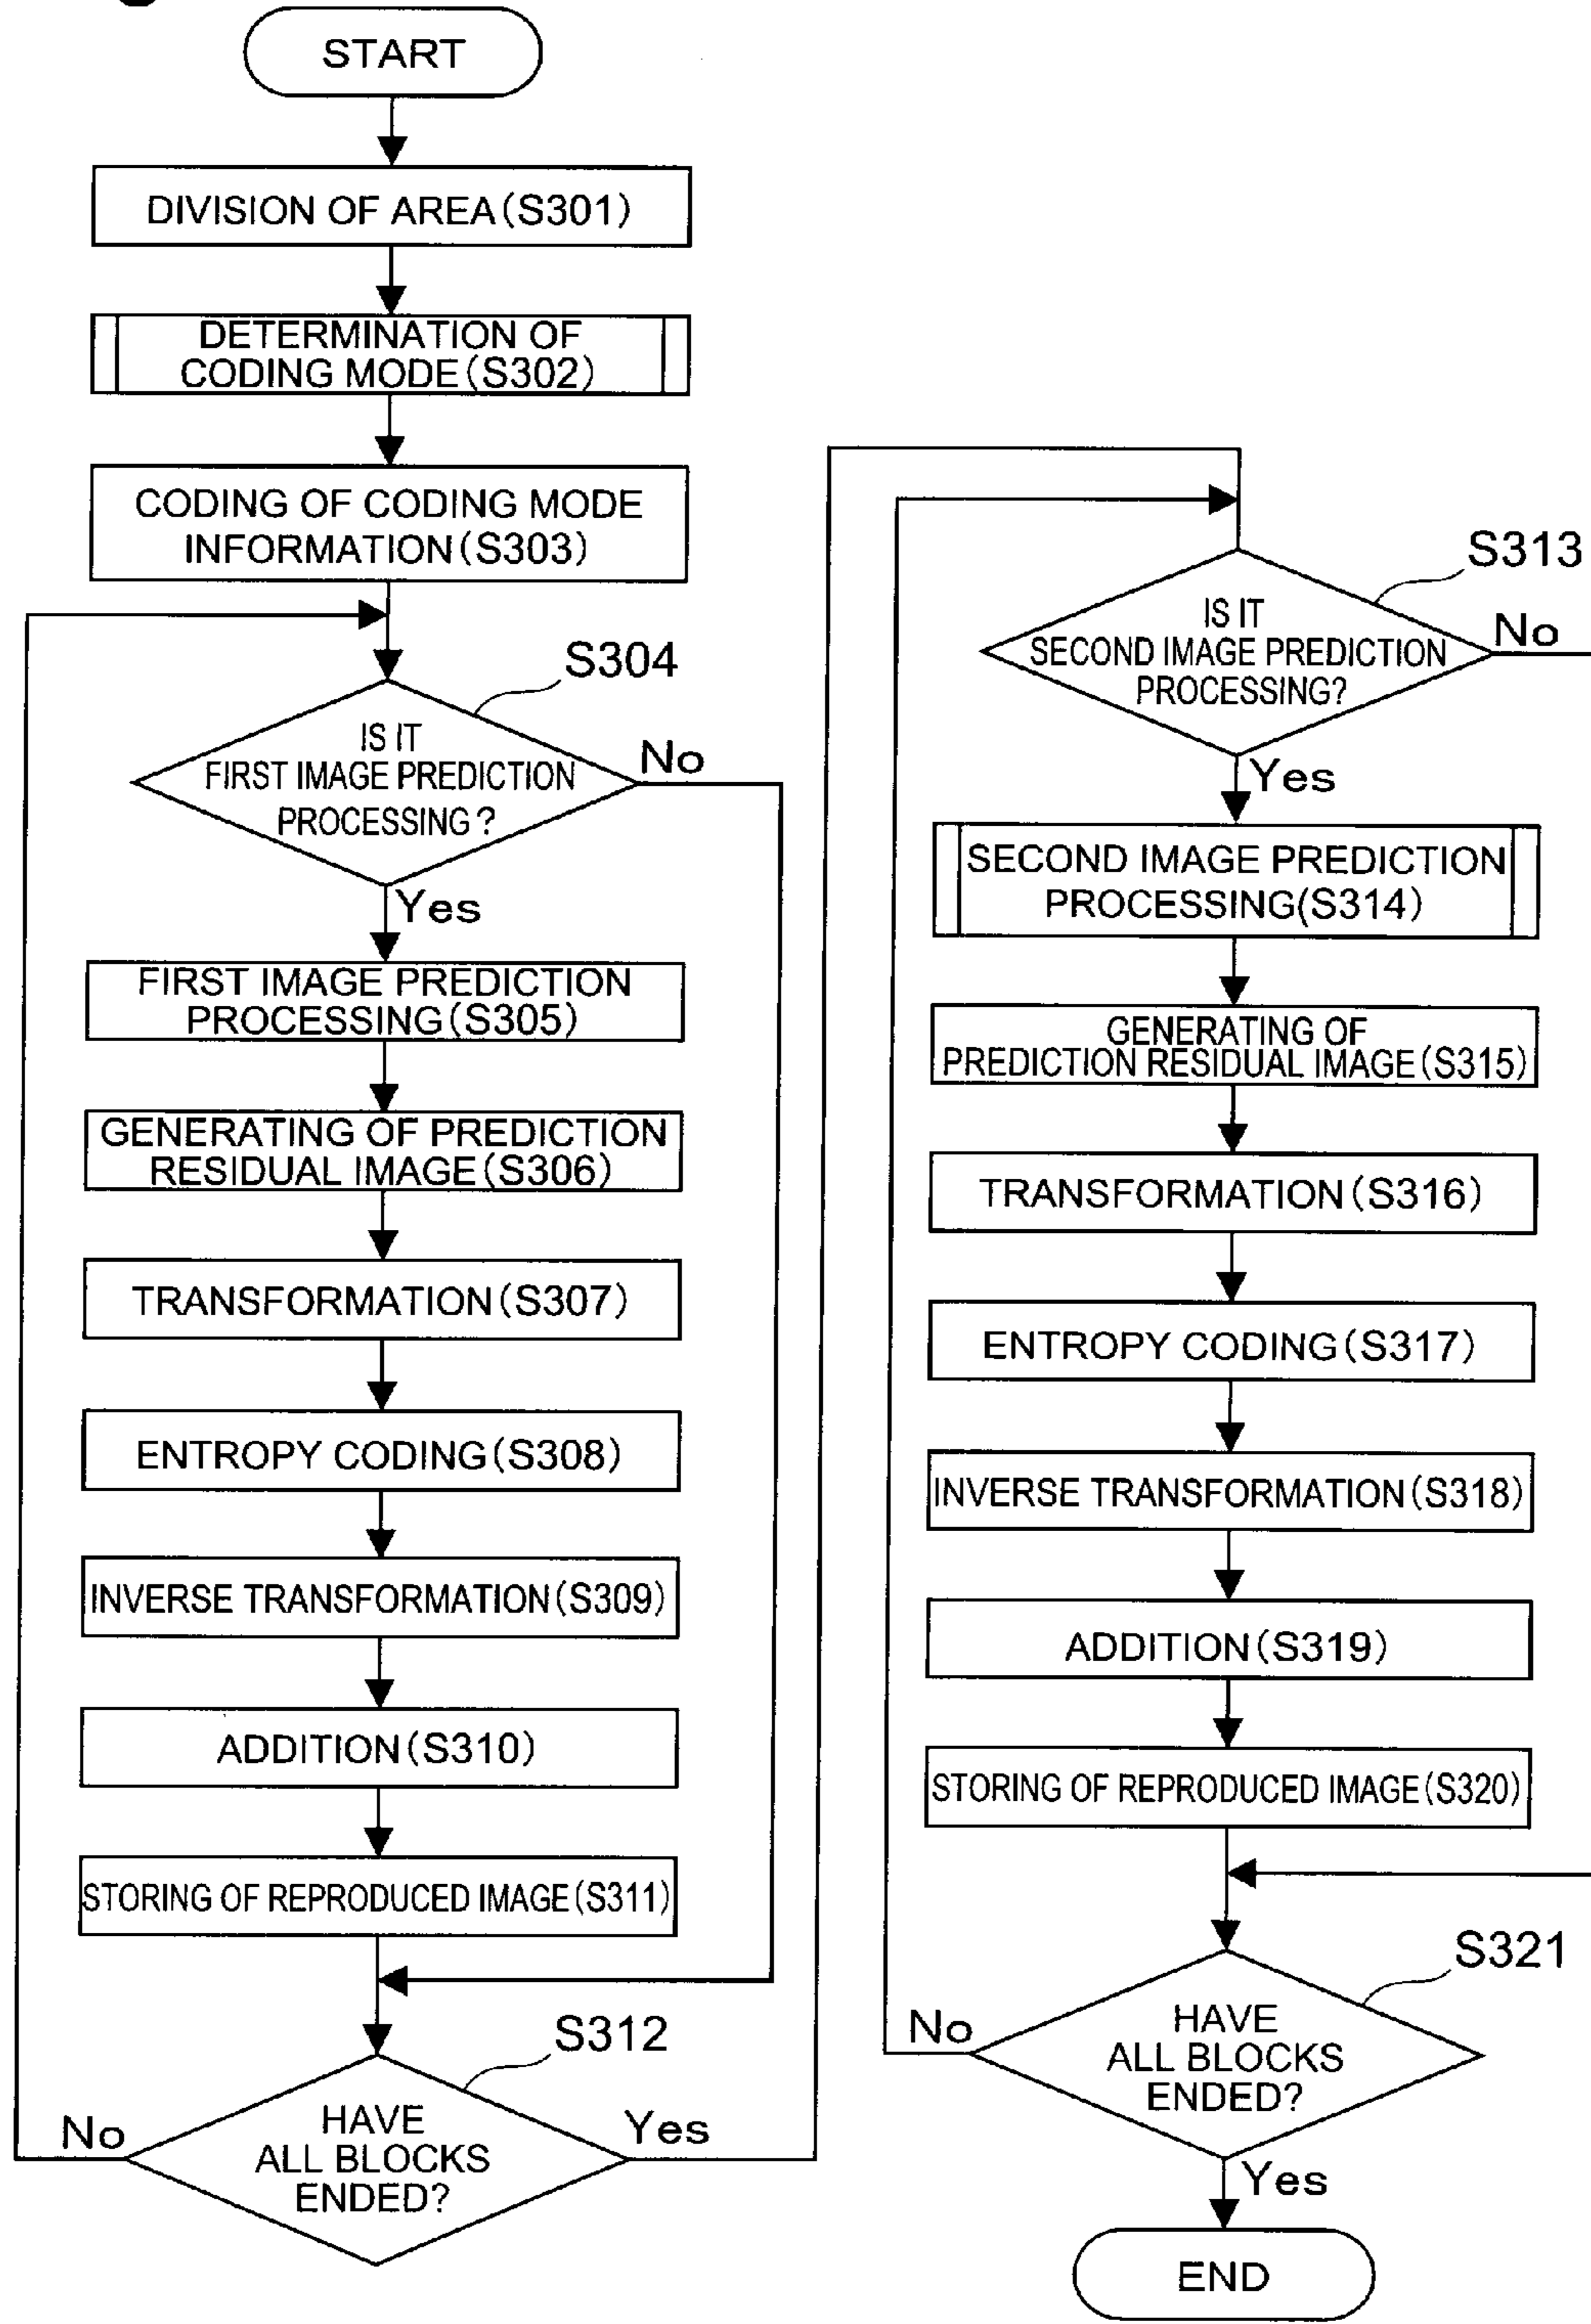 START
DIVISION OF AREA(S301)
DETERMINATION OF
CODING MODE(S302)
CODING OF CODING MODE
INFORMATION(S303)
S304
IS IT
FIRST IMAGE PREDICTION
PROCESSING?
No
Yes
FIRST IMAGE PREDICTION
PROCESSING(S305)
GENERATING OF PREDICTION
RESIDUAL IMAGE(S306)
TRANSFORMATION(S307)
ENTROPY CODING(S308)
INVERSE TRANSFORMATION(S309)
ADDITION(S310)
STORING OF REPRODUCED IMAGE(S311)
S312
HAVE
ALL BLOCKS
ENDED?
No
Yes
S313
IS IT
SECOND IMAGE PREDICTION
PROCESSING?
No
Yes
SECOND IMAGE PREDICTION
PROCESSING(S314)
GENERATING OF
PREDICTION RESIDUAL IMAGE(S315)
TRANSFORMATION(S316)
ENTROPY CODING(S317)
INVERSE TRANSFORMATION(S318)
ADDITION(S319)
STORING OF REPRODUCED IMAGE(S320)
S321
HAVE
ALL BLOCKS
ENDED?
No
Yes
END